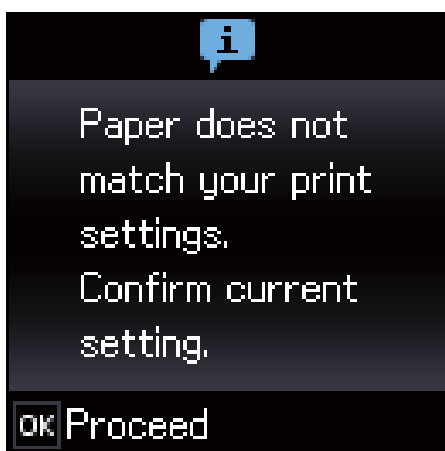 i
Paper does not
match your print
settings.
Confirm current
setting.
OK Proceed